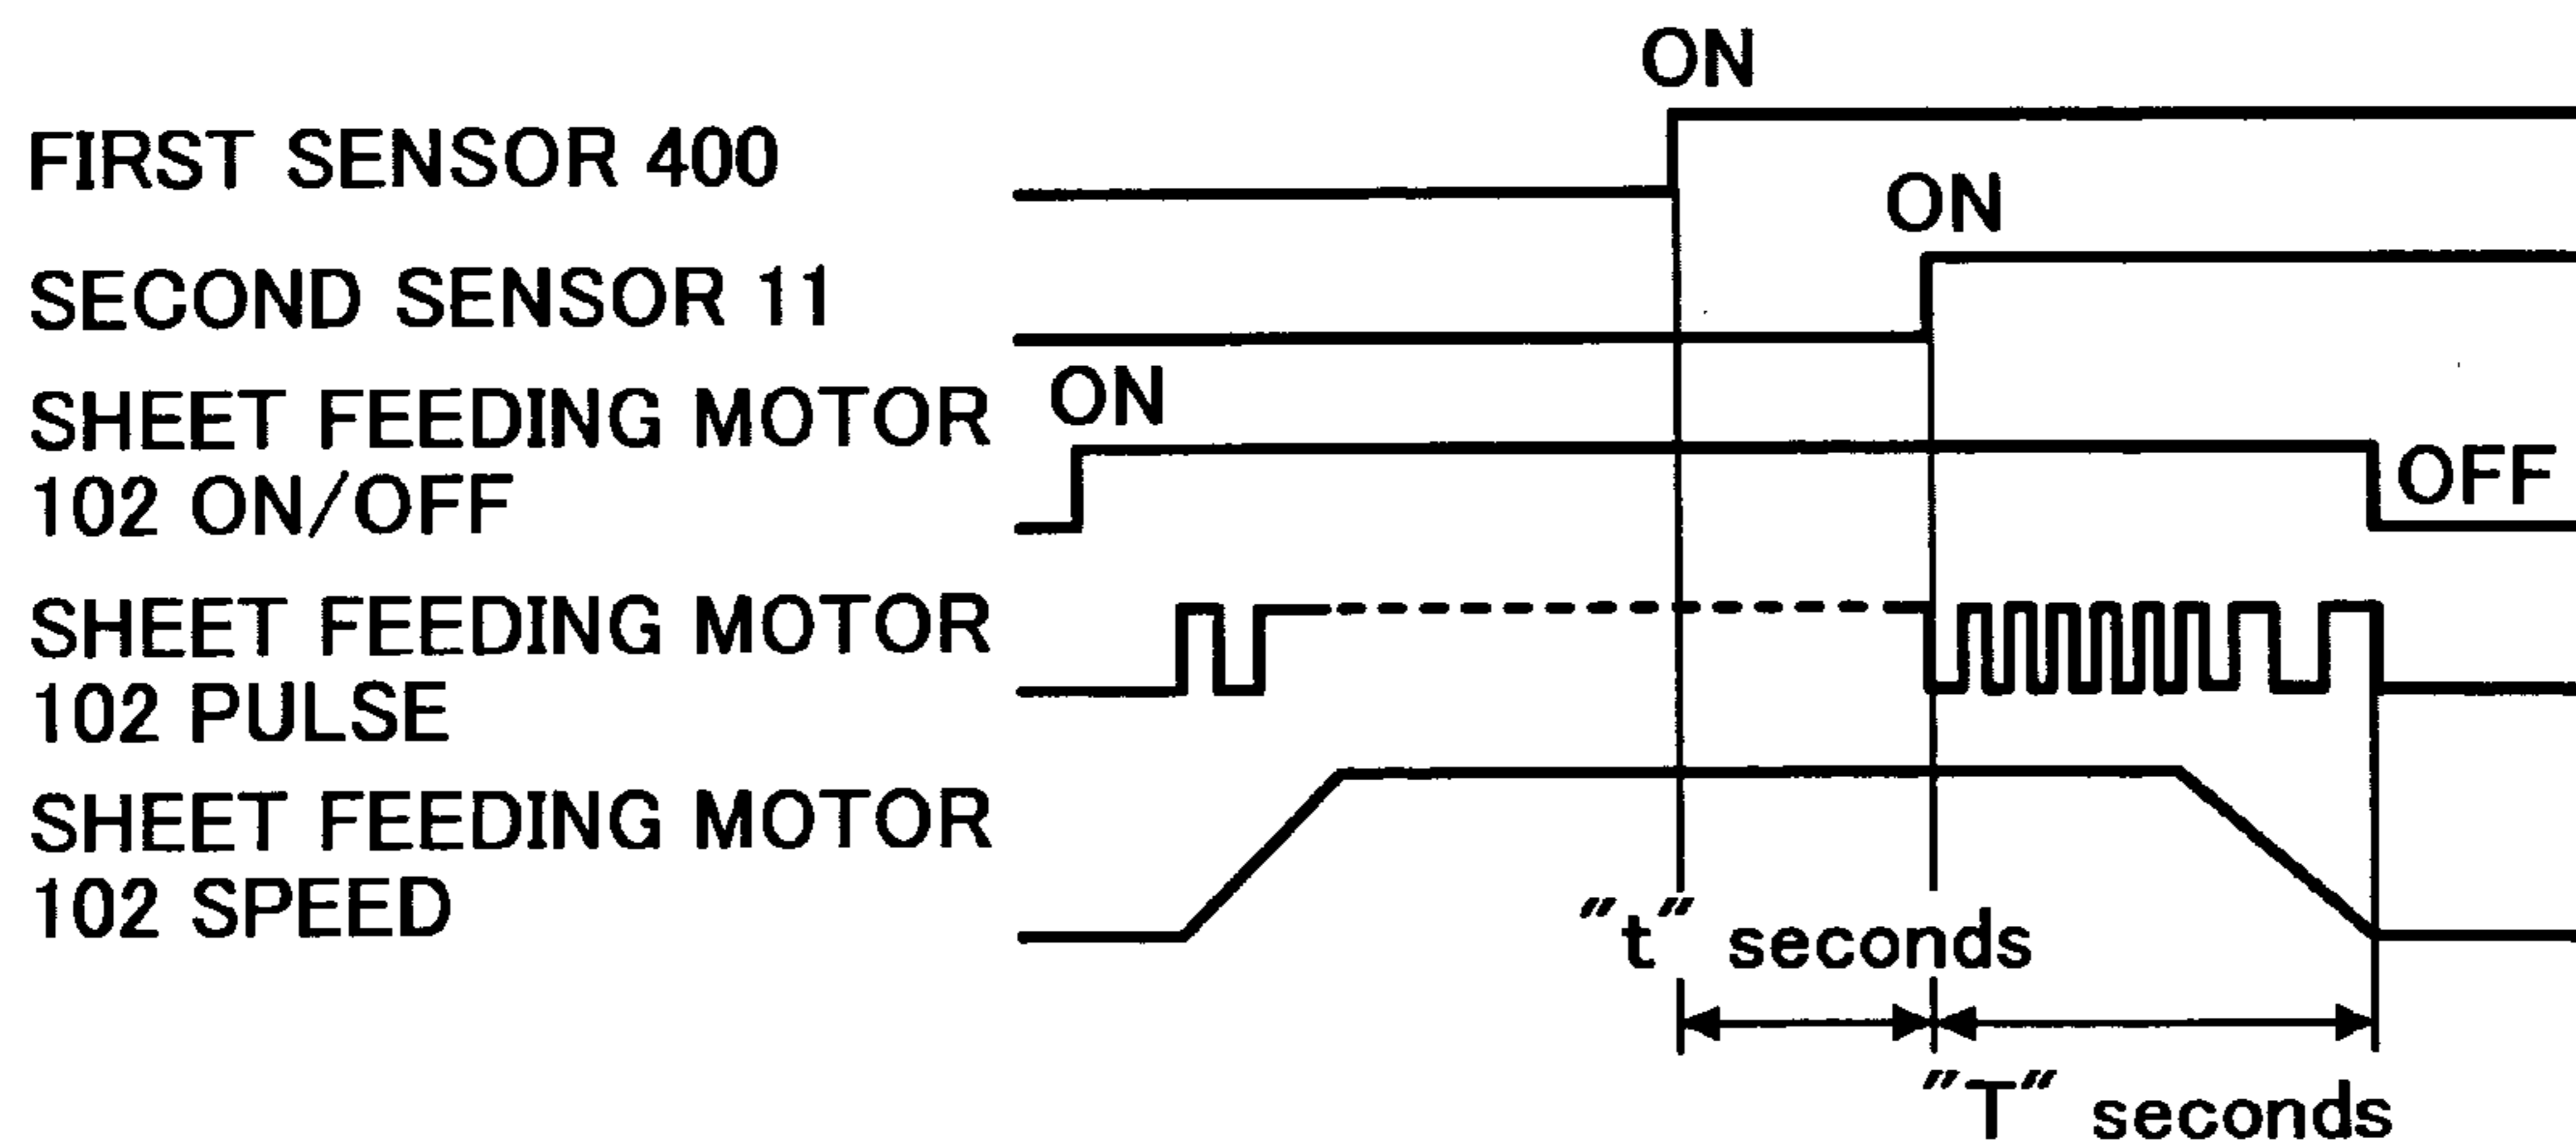 ON
FIRST SENSOR 400
ON
SECOND SENSOR 11
SHEET FEEDING MOTOR
102 ON/OFF
ON
OFF
SHEET FEEDING MOTOR
102 PULSE
SHEET FEEDING MOTOR
102 SPEED
"t" seconds
"T" seconds